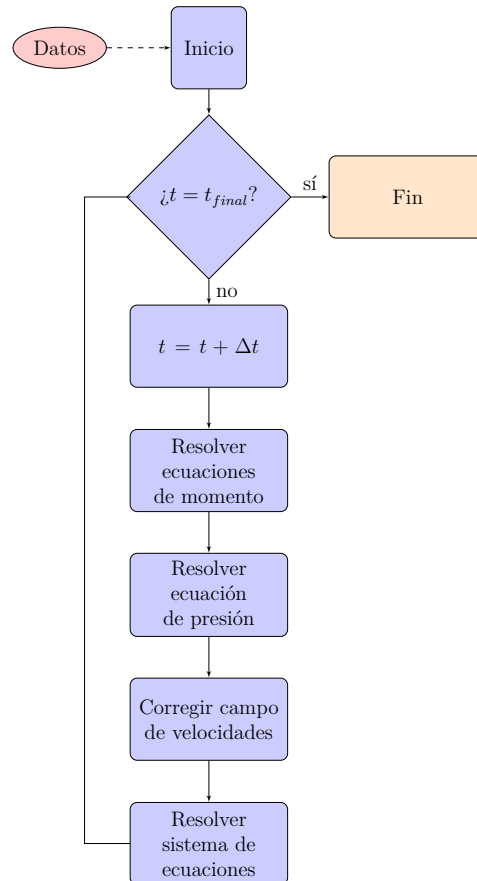 Datos
Inicio
¿t = t_final?
sí
Fin
no
t = t + Δt
Resolver
ecuaciones
de momento
Resolver
ecuación
de presión
Corregir campo
de velocidades
Resolver
sistema de
ecuaciones